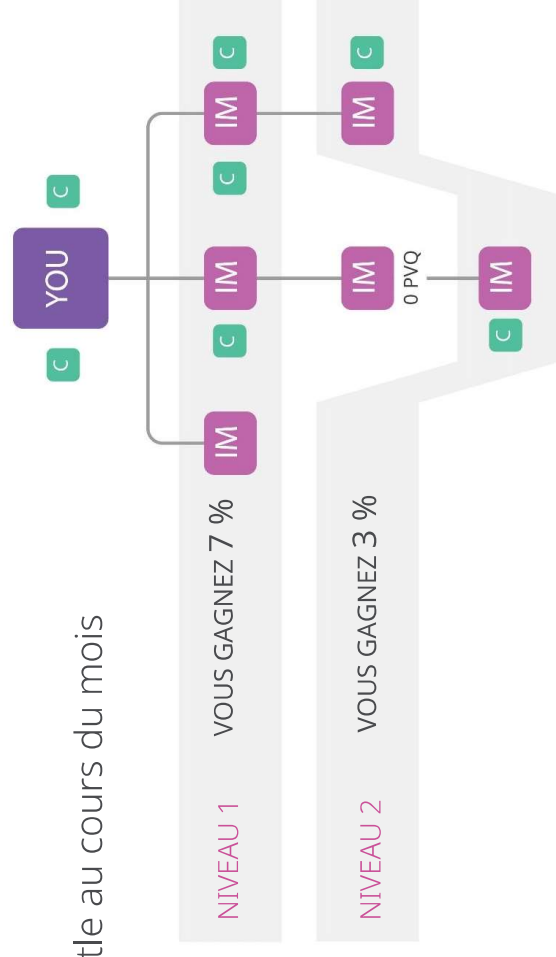 C YOU C
tle au cours du mois
NIVEAU 1 VOUS GAGNEZ 7 % IM C IM C IM C
NIVEAU 2 VOUS GAGNEZ 3 % IM IM C
0 PVQ
C IM